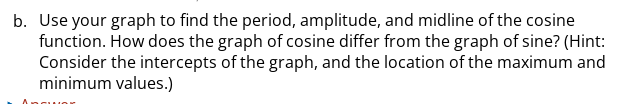 b. Use your graph to find the period, amplitude, and midline of the cosine
function. How does the graph of cosine differ from the graph of sine? (Hint:
Consider the intercepts of the graph, and the location of the maximum and
minimum values.)
Answer